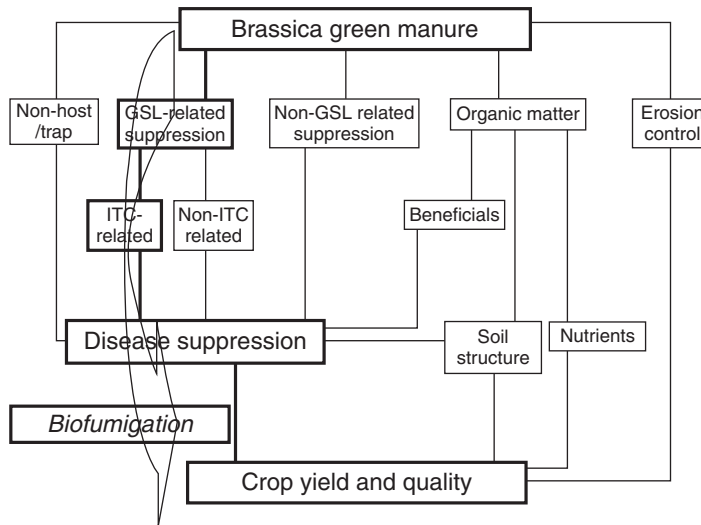 Brassica green manure
Non-host
/trap
GSL-related
suppression
Non-GSL related
suppression
Organic matter
Erosion
control
ITC-
related
Non-ITC
related
Beneficials
Disease suppression
Soil
structure
Nutrients
Biofumigation
Crop yield and quality